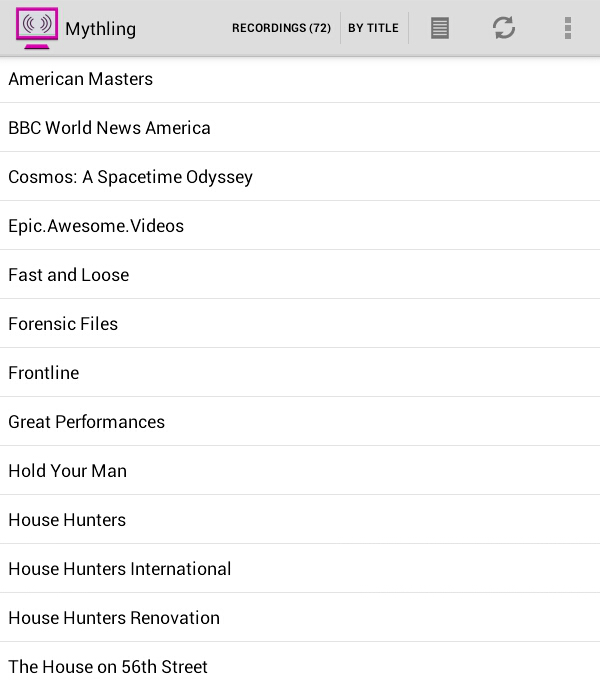 Mythling RECORDINGS (72) BY TITLE
American Masters
BBC World News America
Cosmos: A Spacetime Odyssey
Epic.Awesome.Videos
Fast and Loose
Forensic Files
Frontline
Great Performances
Hold Your Man
House Hunters
House Hunters International
House Hunters Renovation
The House on 56th Street